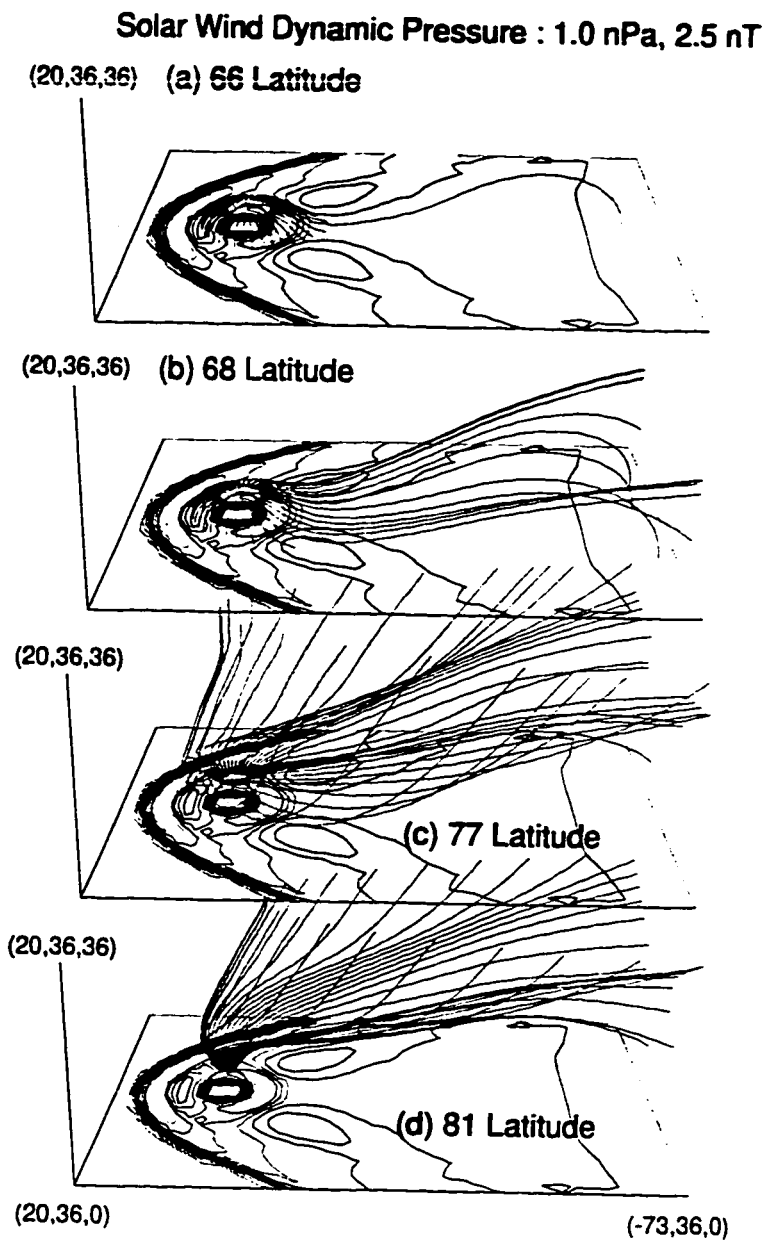 Solar Wind Dynamic Pressure : 1.0 nPa, 2.5 nT
(20,36,36) (a) 66 Latitude
(20,36,36) (b) 68 Latitude
(20,36,36)
(c) 77 Latitude
(20,36,36)
(d) 81 Latitude
(20,36,0)
(-73,36,0)